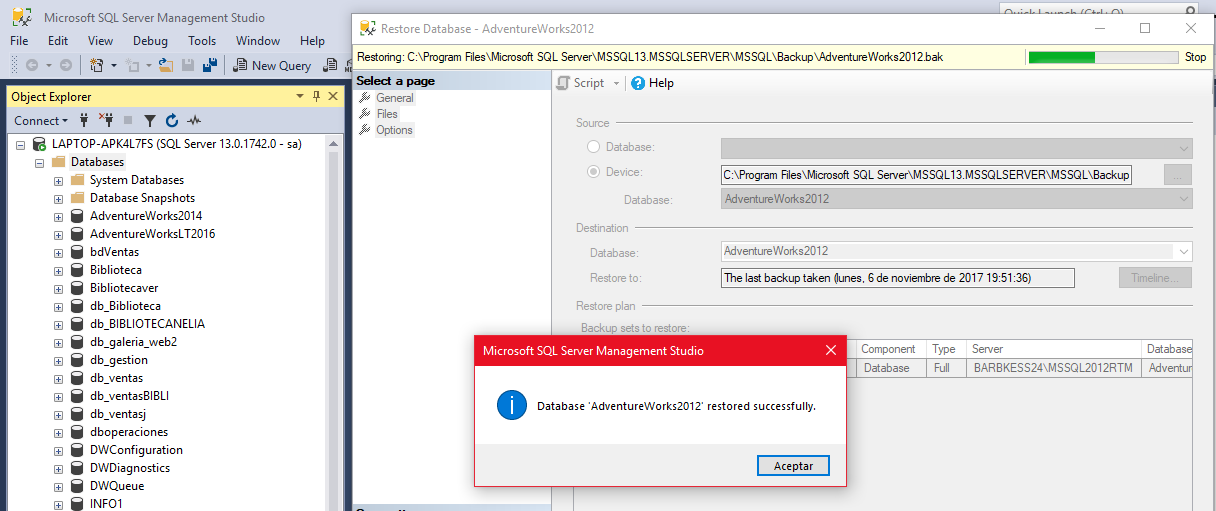 Microsoft SQL Server Management Studio
File Edit View Debug Tools Window Help
New Query
Object Explorer
Connect
LAPTOP-APK4L7FS (SQL Server 13.0.1742.0 - sa)
Databases
System Databases
Database Snapshots
AdventureWorks2014
AdventureWorksLT2016
bdVentas
Biblioteca
Bibliotecaver
db_Biblioteca
db_BIBLIOTECANELIA
db_galeria_web2
db_gestion
db_ventas
db_ventasBIBLI
db_ventasj
dboperaciones
DWConfiguration
DWDiagnostics
DWQueue
INFO1
Quick Launch (Ctrl+Q)
Restore Database - AdventureWorks2012
Restoring: C:\Program Files\Microsoft SQL Server\MSSQL13.MSSQLSERVER\MSSQL\Backup\AdventureWorks2012.bak
Stop
Select a page
General
Files
Options
Script Help
Source
Database:
Device: C:\Program Files\Microsoft SQL Server\MSSQL13.MSSQLSERVER\MSSQL\Backup ...
Database: AdventureWorks2012
Destination
Database: AdventureWorks2012
Restore to: The last backup taken (lunes, 6 de noviembre de 2017 19:51:36) Timeline...
Restore plan
Backup sets to restore:
Component Type Server Database
Database Full BARBKESS24\MSSQL2012RTM Adventur
Microsoft SQL Server Management Studio
Database 'AdventureWorks2012' restored successfully.
Aceptar